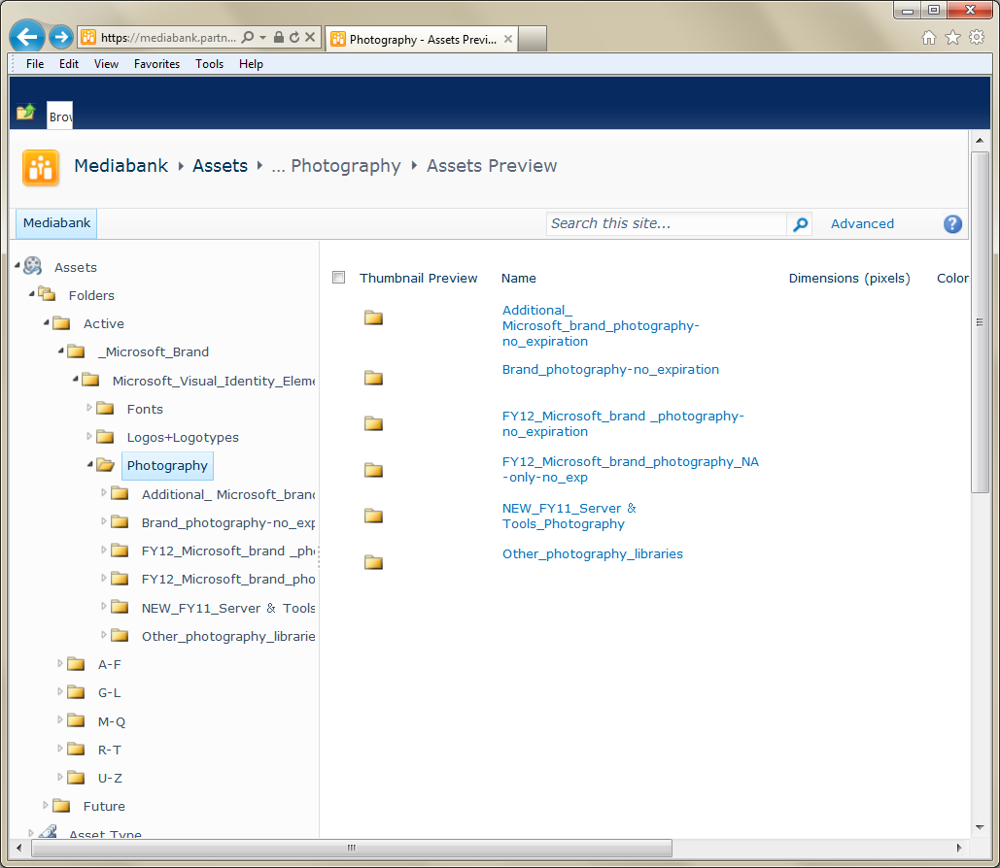 https://mediabank.partn...
Photography - Assets Previ...
File Edit View Favorites Tools Help
Brow
Mediabank Assets ... Photography Assets Preview
Mediabank
Search this site...
Advanced
Assets
Folders
Active
_Microsoft_Brand
Microsoft_Visual_Identity_Eleme
Fonts
Logos+Logotypes
Photography
Additional_ Microsoft_branc
Brand_photography-no_exp
FY12_Microsoft_brand _pho
FY12_Microsoft_brand_pho
NEW_FY11_Server & Tools
Other_photography_librarie
A-F
G-L
M-Q
R-T
U-Z
Future
Asset Type
Thumbnail Preview Name Dimensions (pixels) Color
Additional_
Microsoft_brand_photography-
no_expiration
Brand_photography-no_expiration
FY12_Microsoft_brand _photography-
no_expiration
FY12_Microsoft_brand_photography_NA
-only-no_exp
NEW_FY11_Server &
Tools_Photography
Other_photography_libraries